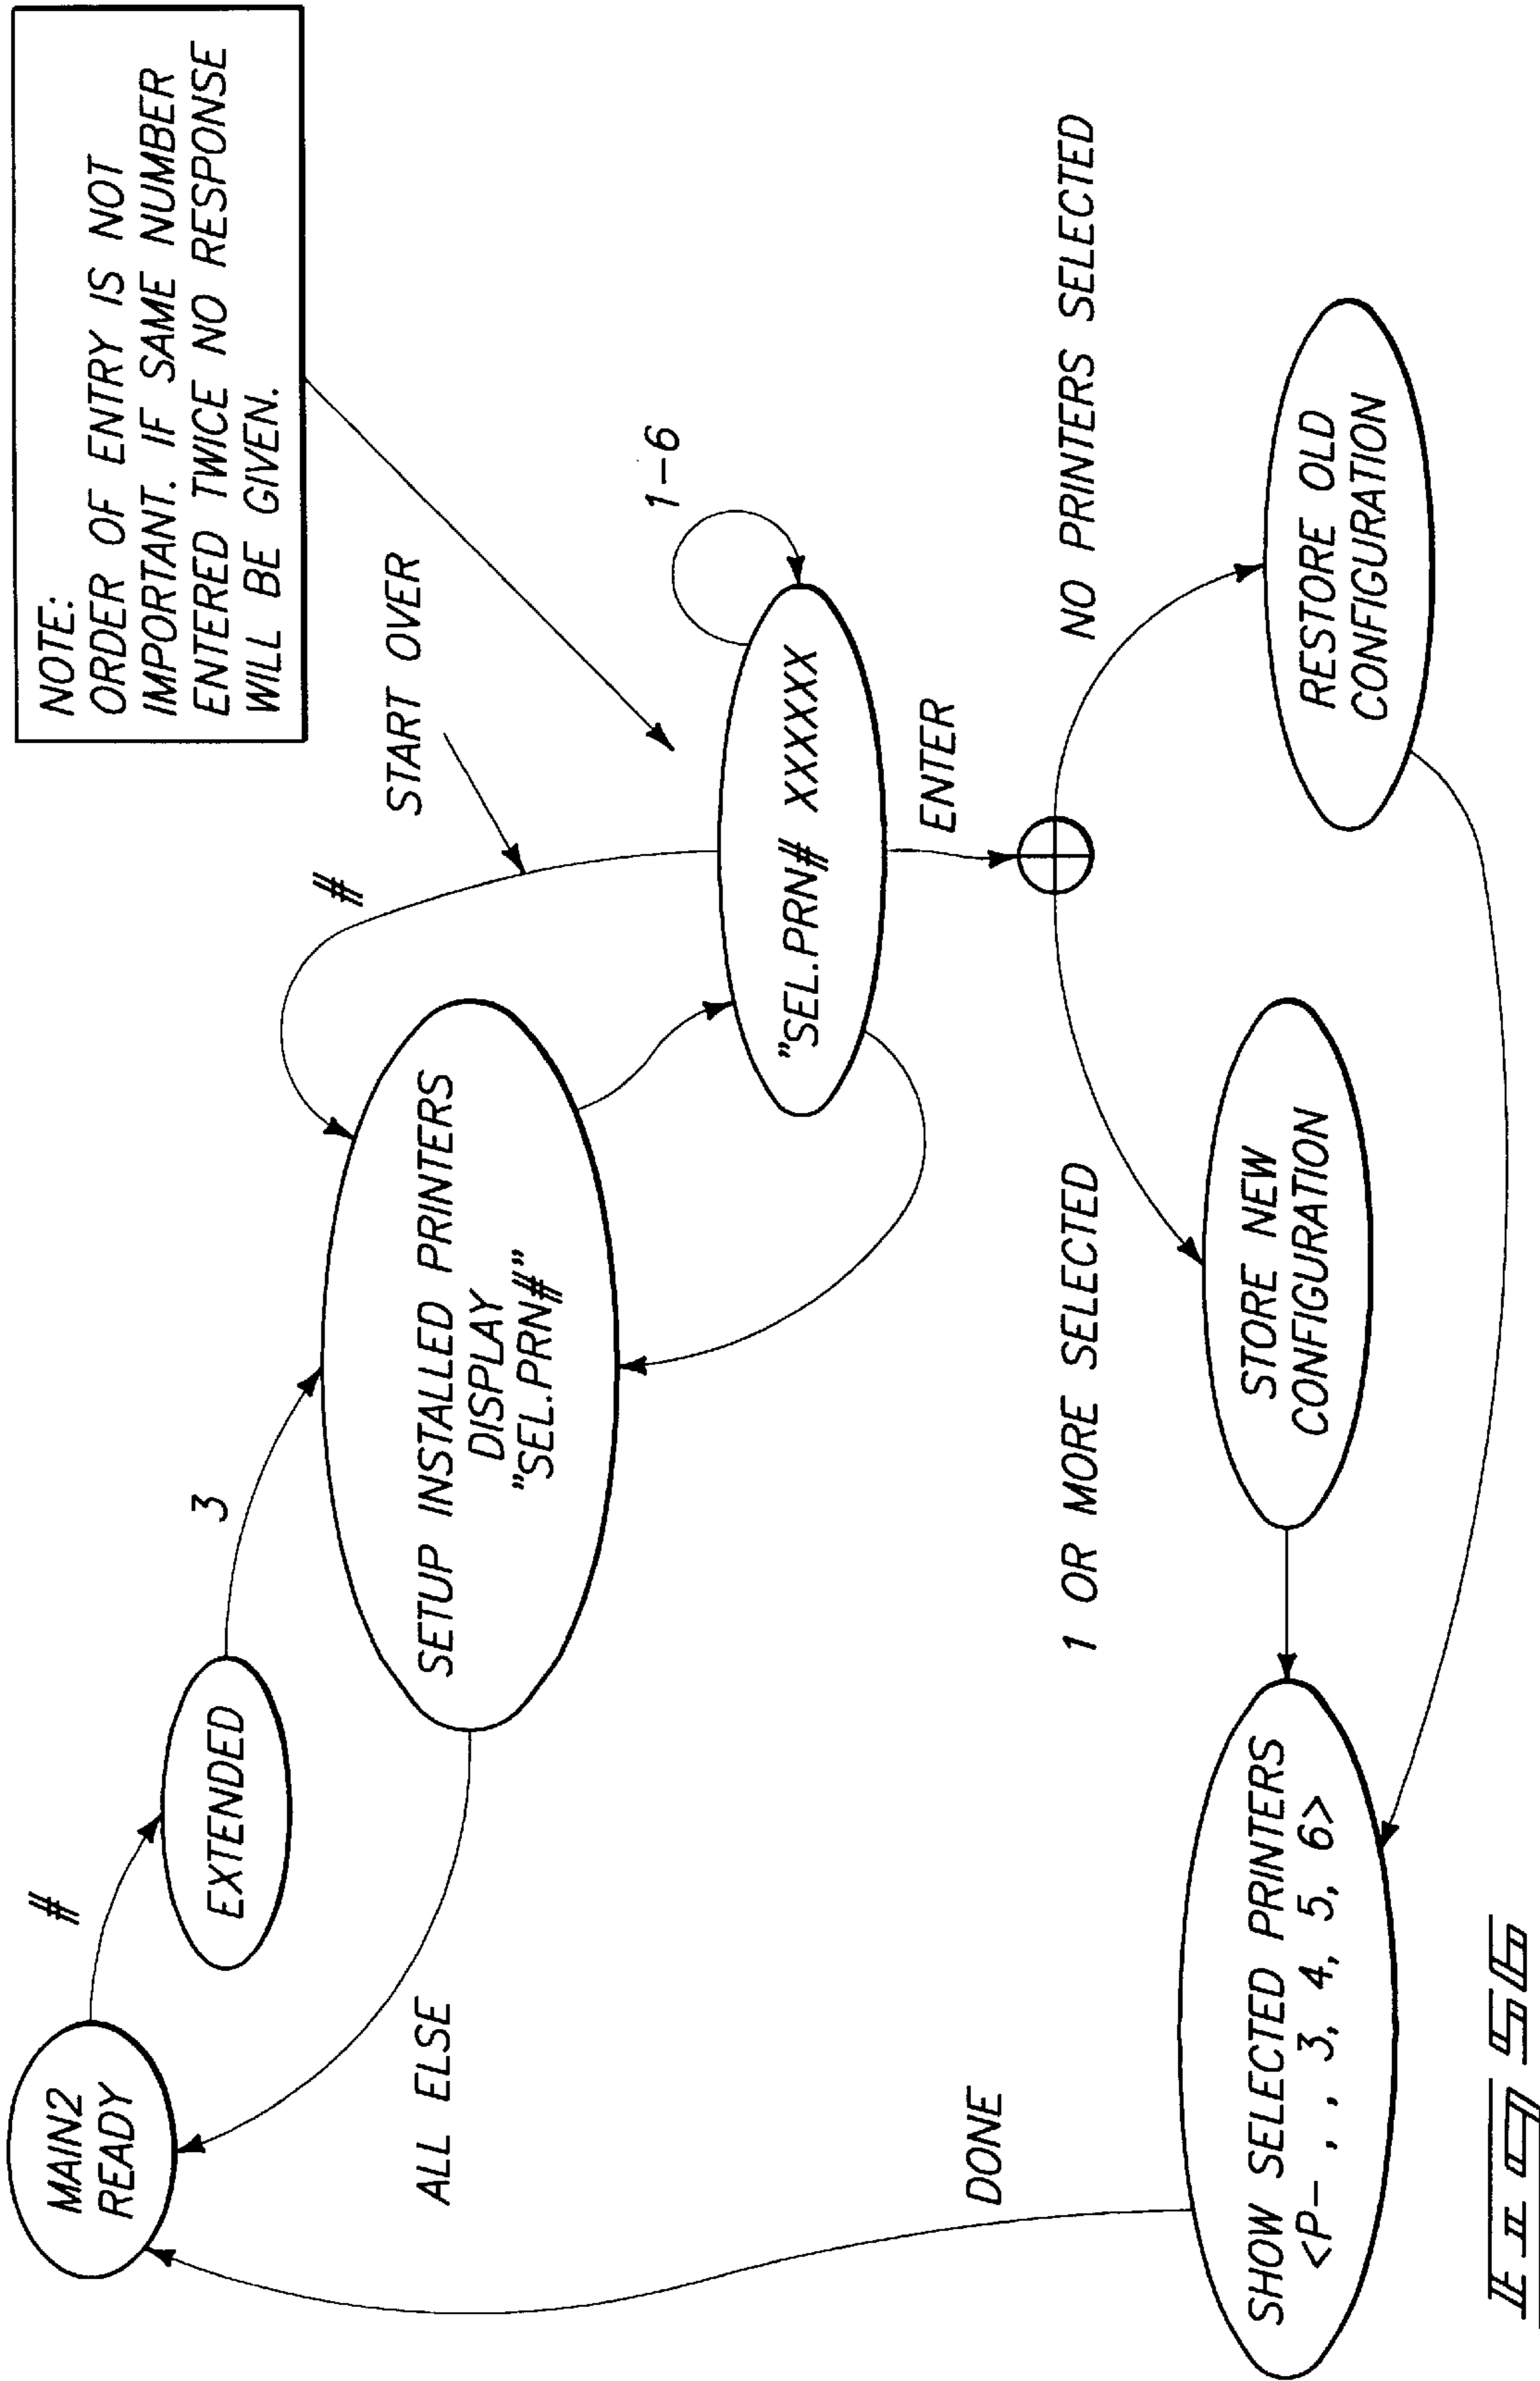 NOTE:
ORDER OF ENTRY IS NOT
IMPORTANT. IF SAME NUMBER
ENTERED TWICE NO RESPONSE
WILL BE GIVEN.
MAIN2
READY
#
EXTENDED
3
#
START OVER
SETUP INSTALLED PRINTERS
DISPLAY
"SEL.PRN#"
ALL ELSE
1-6
"SEL.PRN# XXXXXX
ENTER
1 OR MORE SELECTED
NO PRINTERS SELECTED
DONE
SHOW SELECTED PRINTERS
<P- , , 3, 4, 5, 6>
STORE NEW
CONFIGURATION
RESTORE OLD
CONFIGURATION
FIG 56